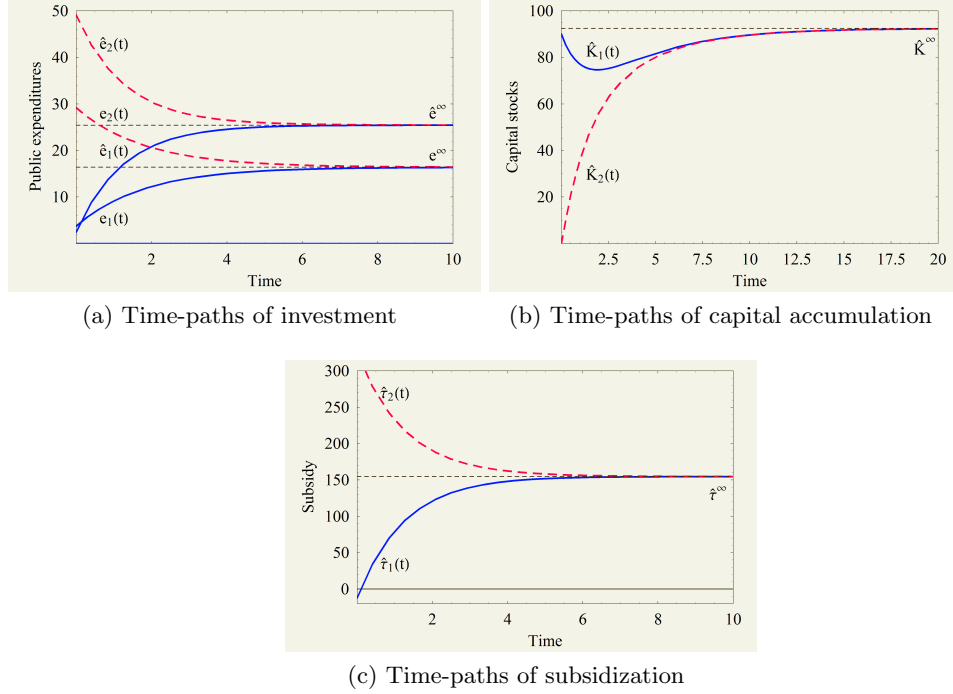 50
40
30
20
10
Public expenditures
ê₂(t)
e₂(t)
ê₁(t)
e₁(t)
ê^∞
e^∞
2 4 6 8 10
Time
(a) Time-paths of investment
100
80
60
40
20
Capital stocks
K̂₁(t)
K̂₂(t)
K̂^∞
2.5 5 7.5 10 12.5 15 17.5 20
Time
(b) Time-paths of capital accumulation
300
250
200
150
100
50
0
Subsidy
τ̂₂(t)
τ̂₁(t)
τ̂^∞
2 4 6 8 10
Time
(c) Time-paths of subsidization